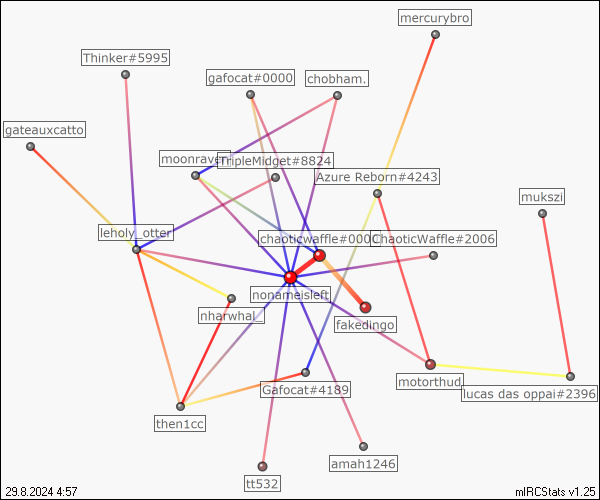 mercurybro
Thinker#5995
gafocat#0000
chobham.
gateauxcatto
moonraven
TripleMidget#8824
Azure Reborn#4243
mukszi
leholy_otter
chaoticwaffle#0000
ChaoticWaffle#2006
nonameisleft
nharwhal_
fakedingo
Gafocat#4189
motorthud
lucas das oppai#2396
then1cc
amah1246
tt532
29.8.2024 4:57
mIRCStats v1.25